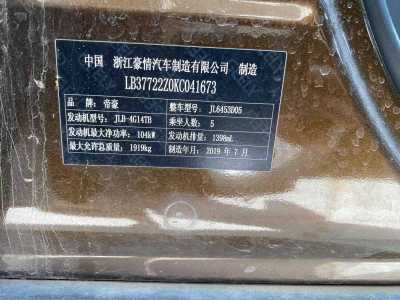 中国 浙江豪情汽车制造有限公司 制造
LB37722Z0KC041673
品牌：帝豪 整车型号：JL6453D05
发动机型号：JLB-4G14TB 乘坐人数：5
发动机最大净功率：104kW 发动机排量：1398mL
最大允许总质量：1919kg 制造年月：2019 年 7 月